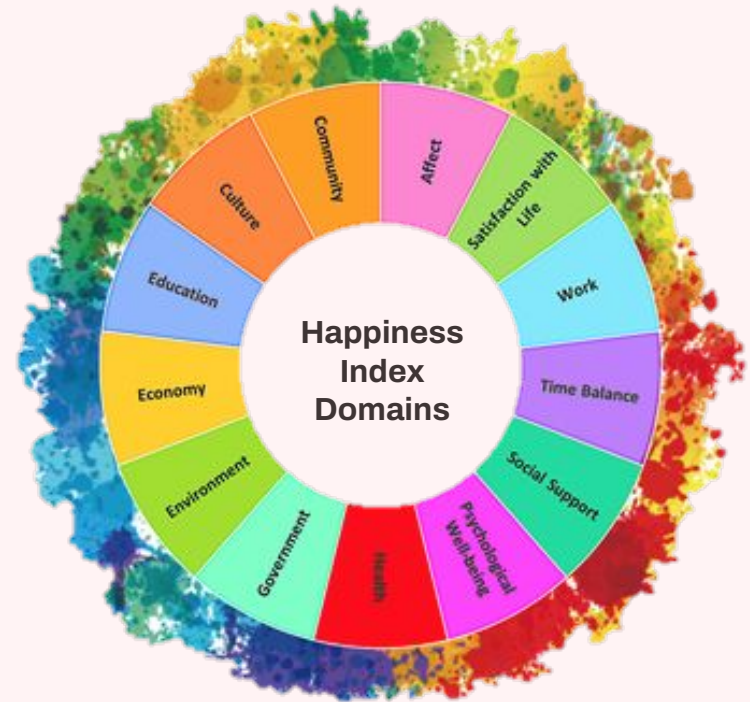 Happiness
Index
Domains
Affect
Satisfaction with
Life
Work
Time Balance
Social Support
Psychological
Well-being
Health
Government
Environment
Economy
Education
Culture
Community